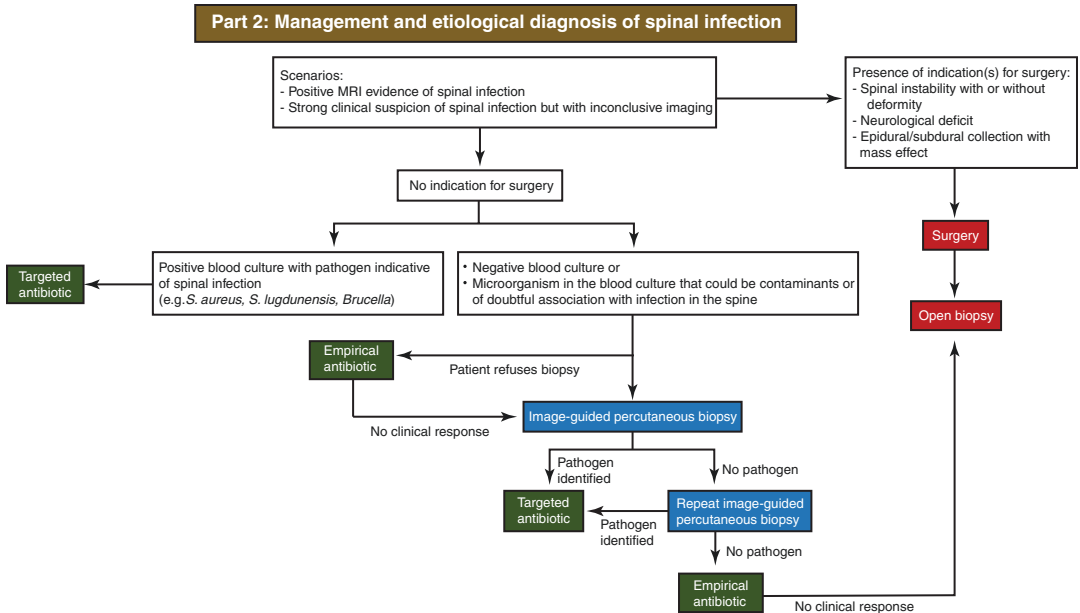 Part 2: Management and etiological diagnosis of spinal infection
Scenarios:
- Positive MRI evidence of spinal infection
- Strong clinical suspicion of spinal infection but with inconclusive imaging
Presence of indication(s) for surgery:
- Spinal instability with or without
deformity
- Neurological deficit
- Epidural/subdural collection with
mass effect
No indication for surgery
Surgery
Targeted
antibiotic
Positive blood culture with pathogen indicative
of spinal infection
(e.g. S. aureus, S. lugdunensis, Brucella)
• Negative blood culture or
• Microorganism in the blood culture that could be contaminants or
of doubtful association with infection in the spine
Open biopsy
Empirical
antibiotic
Patient refuses biopsy
No clinical response
Image-guided percutaneous biopsy
Pathogen
identified
No pathogen
Targeted
antibiotic
Pathogen
identified
Repeat image-guided
percutaneous biopsy
No pathogen
Empirical
antibiotic
No clinical response